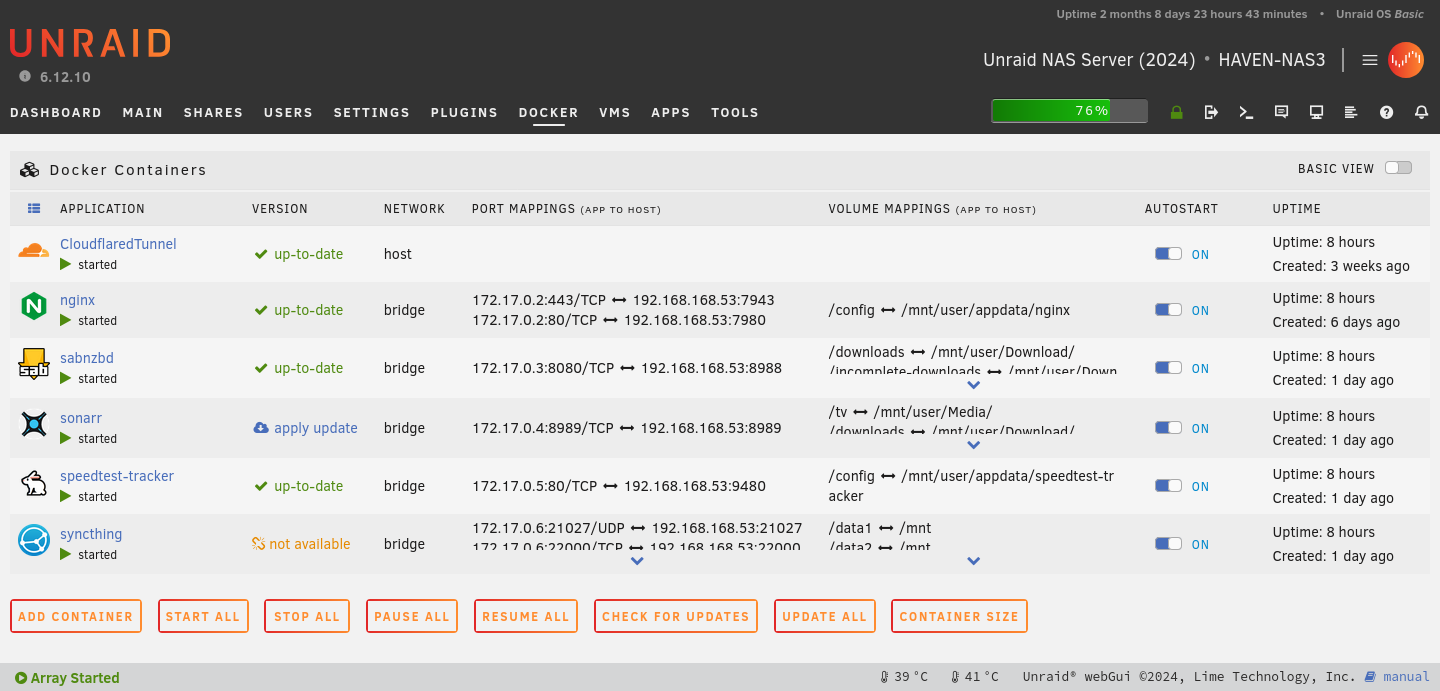 Uptime 2 months 8 days 23 hours 43 minutes • Unraid OS Basic
UNRAID
6.12.10
Unraid NAS Server (2024) • HAVEN-NAS3
DASHBOARD MAIN SHARES USERS SETTINGS PLUGINS DOCKER VMS APPS TOOLS
76%
Docker Containers
BASIC VIEW
APPLICATION VERSION NETWORK PORT MAPPINGS (APP TO HOST) VOLUME MAPPINGS (APP TO HOST) AUTOSTART UPTIME
CloudflaredTunnel
started
up-to-date
host
ON
Uptime: 8 hours
Created: 3 weeks ago
nginx
started
up-to-date
bridge
172.17.0.2:443/TCP ↔ 192.168.168.53:7943
172.17.0.2:80/TCP ↔ 192.168.168.53:7980
/config ↔ /mnt/user/appdata/nginx
ON
Uptime: 8 hours
Created: 6 days ago
sab
sabnzbd
started
up-to-date
bridge
172.17.0.3:8080/TCP ↔ 192.168.168.53:8988
/downloads ↔ /mnt/user/Download/
/incomplete-downloads ↔ /mnt/user/Down
ON
Uptime: 8 hours
Created: 1 day ago
sonarr
started
apply update
bridge
172.17.0.4:8989/TCP ↔ 192.168.168.53:8989
/tv ↔ /mnt/user/Media/
/downloads ↔ /mnt/user/Download/
ON
Uptime: 8 hours
Created: 1 day ago
speedtest-tracker
started
up-to-date
bridge
172.17.0.5:80/TCP ↔ 192.168.168.53:9480
/config ↔ /mnt/user/appdata/speedtest-tr
acker
ON
Uptime: 8 hours
Created: 1 day ago
syncthing
started
not available
bridge
172.17.0.6:21027/UDP ↔ 192.168.168.53:21027
172.17.0.6:22000/TCP ↔ 192.168.168.53:22000
/data1 ↔ /mnt
/data2 ↔ /mnt
ON
Uptime: 8 hours
Created: 1 day ago
ADD CONTAINER START ALL STOP ALL PAUSE ALL RESUME ALL CHECK FOR UPDATES UPDATE ALL CONTAINER SIZE
Array Started
39 °C 41 °C Unraid® webGui ©2024, Lime Technology, Inc. manual